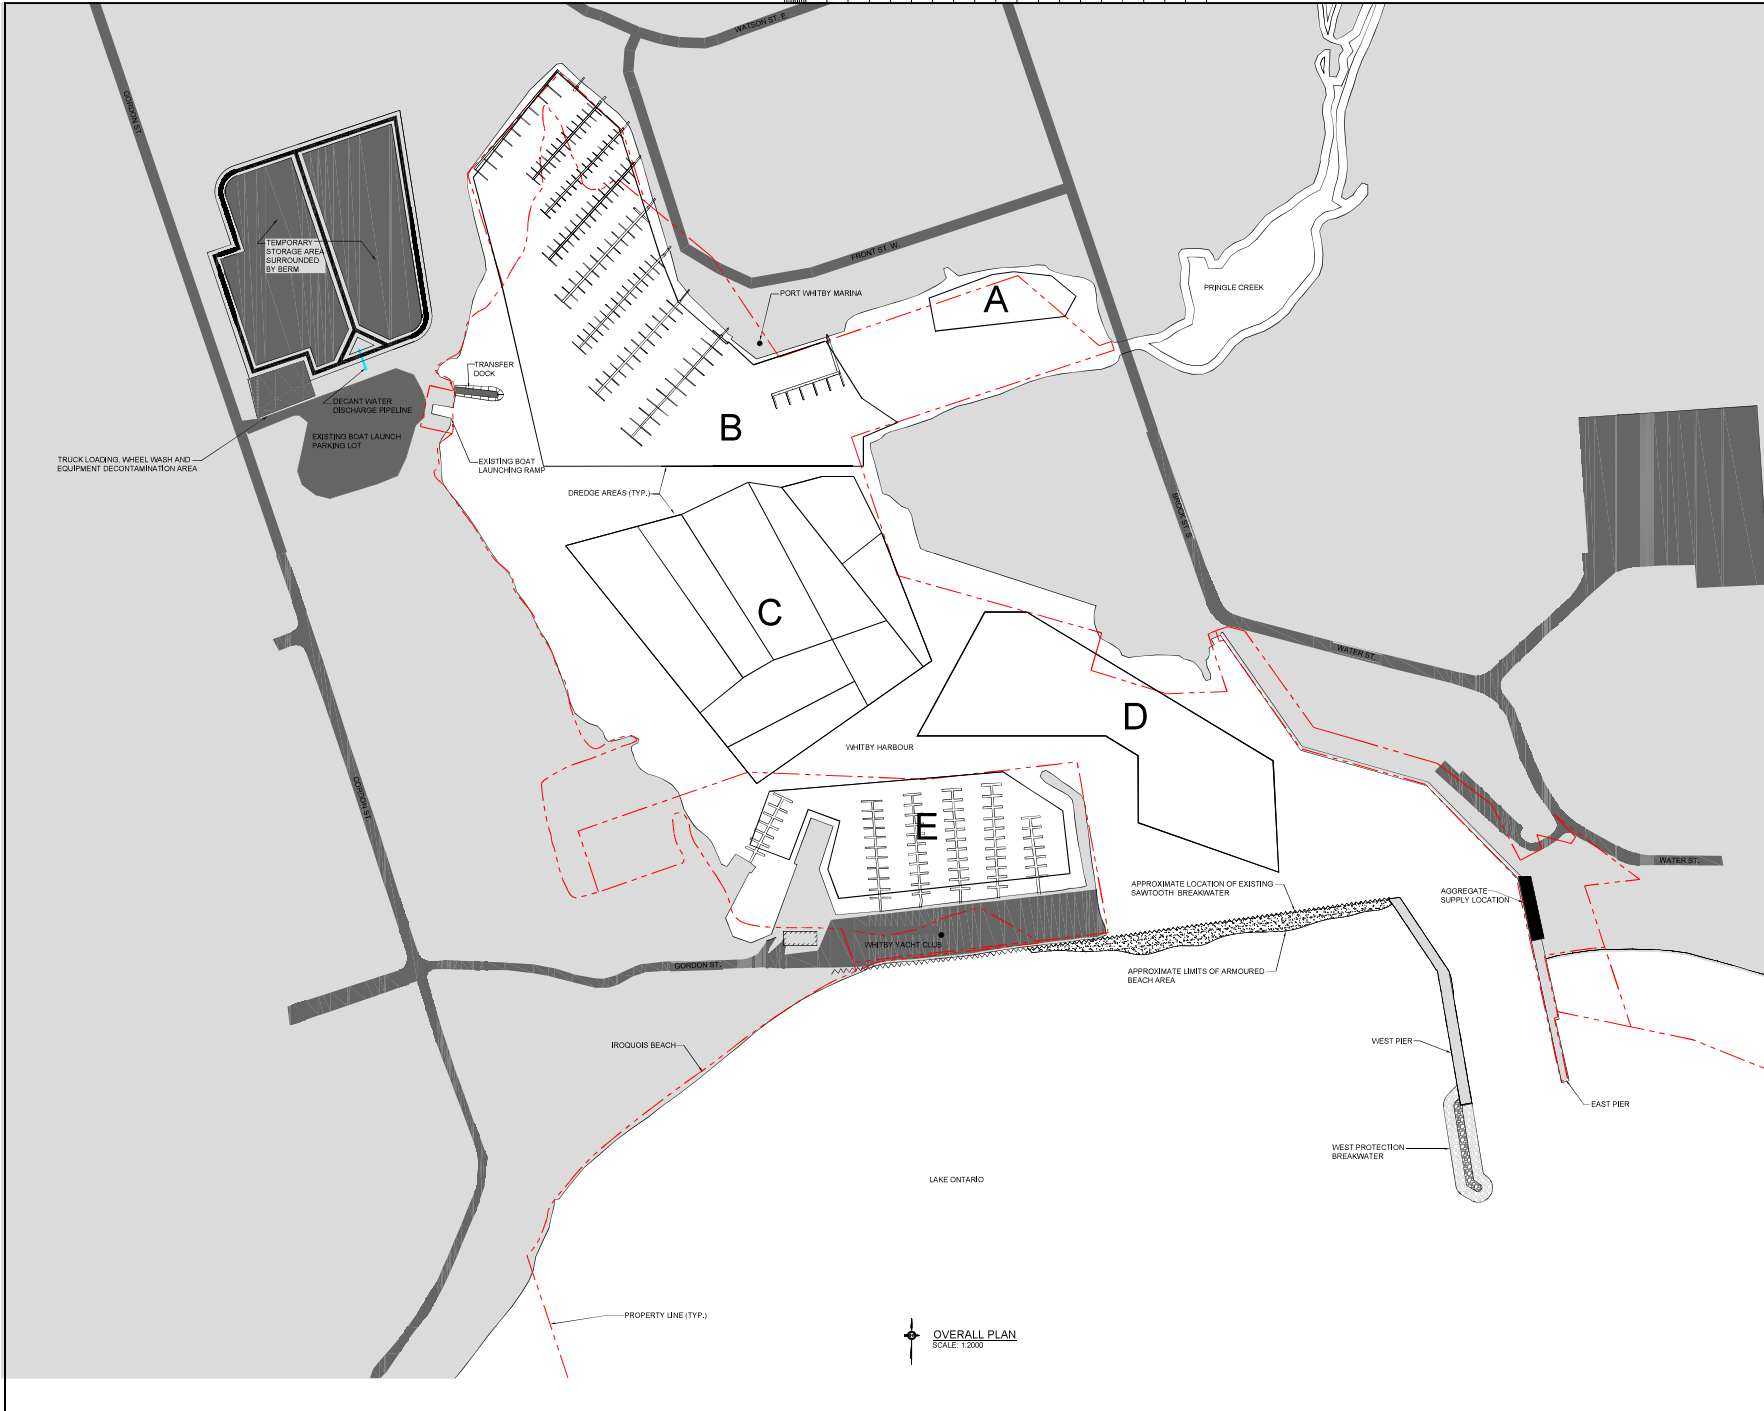 WATSON ST. E
GORDON ST.
TEMPORARY
STORAGE AREA
SURROUNDED
BY BERM
FRONT ST. W.
A
PRINGLE CREEK
PORT WHITBY MARINA
TRANSFER
DOCK
DECANT WATER
DISCHARGE PIPELINE
EXISTING BOAT LAUNCH
PARKING LOT
B
TRUCK LOADING, WHEEL WASH AND
EQUIPMENT DECONTAMINATION AREA
EXISTING BOAT
LAUNCHING RAMP
DREDGE AREAS (TYP.)
BROCK ST. S
C
WATER ST.
D
WHITBY HARBOUR
GORDON ST.
E
WATER ST.
APPROXIMATE LOCATION OF EXISTING
SAWTOOTH BREAKWATER
AGGREGATE
SUPPLY LOCATION
WHITBY YACHT CLUB
GORDON ST.
APPROXIMATE LIMITS OF ARMOURED
BEACH AREA
IROQUOIS BEACH
WEST PIER
EAST PIER
WEST PROTECTION
BREAKWATER
LAKE ONTARIO
PROPERTY LINE (TYP.)
OVERALL PLAN
SCALE: 1:2000